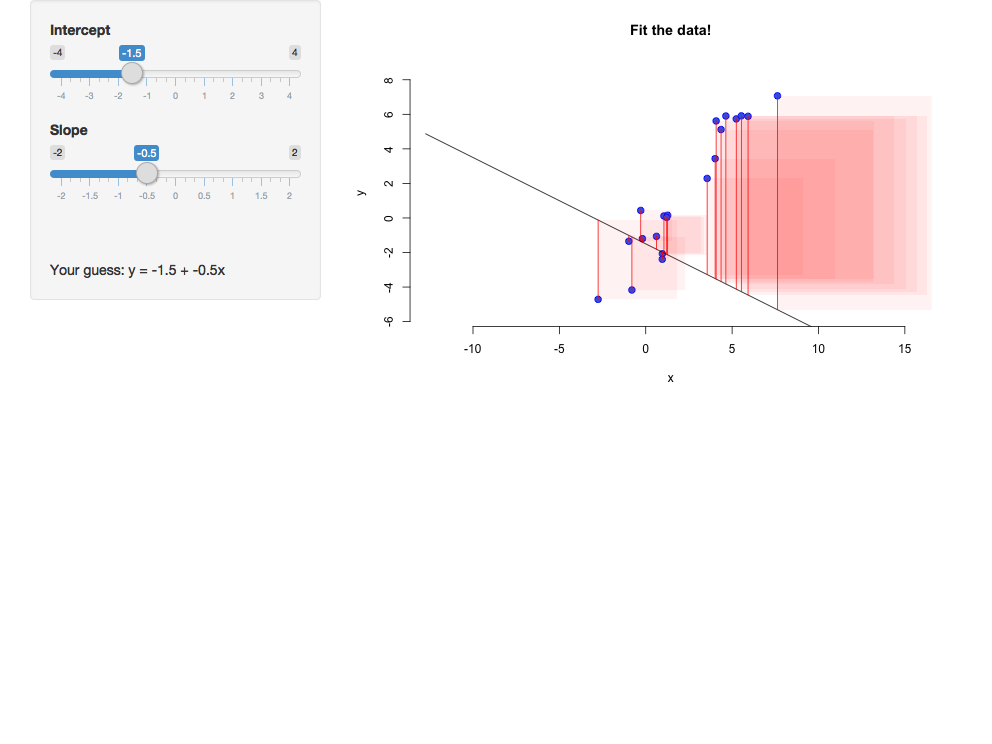 Intercept
-4 -1.5 4
-4 -3 -2 -1 0 1 2 3 4
Slope
-2 -0.5 2
-2 -1.5 -1 -0.5 0 0.5 1 1.5 2
Your guess: y = -1.5 + -0.5x
Fit the data!
8
6
4
2
0
-2
-4
-6
y
-10 -5 0 5 10 15
x